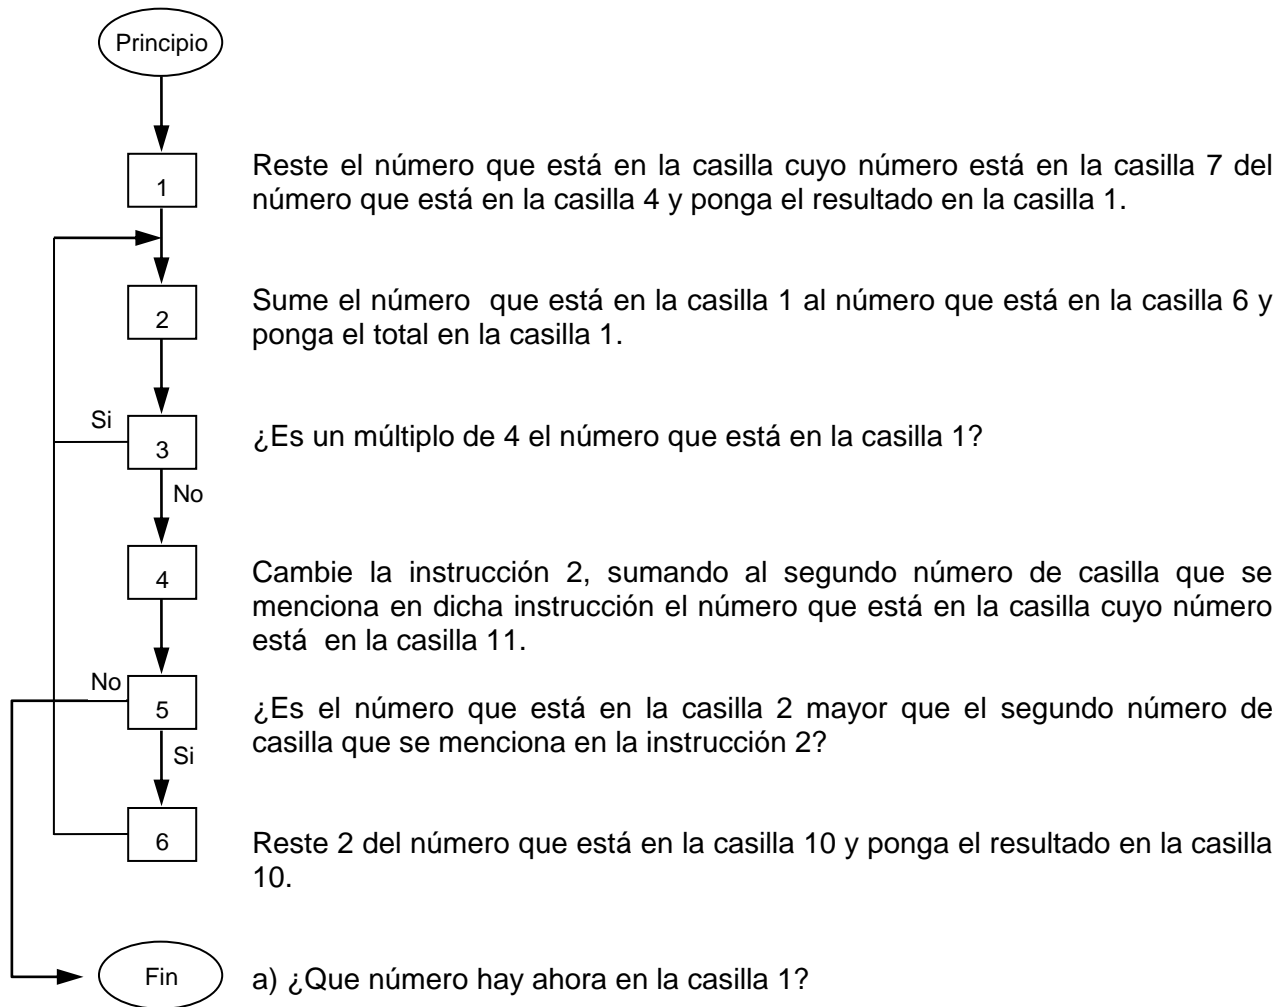 Principio
1
Reste el número que está en la casilla cuyo número está en la casilla 7 del
número que está en la casilla 4 y ponga el resultado en la casilla 1.
2
Sume el número que está en la casilla 1 al número que está en la casilla 6 y
ponga el total en la casilla 1.
Si
3
¿Es un múltiplo de 4 el número que está en la casilla 1?
No
4
Cambie la instrucción 2, sumando al segundo número de casilla que se
menciona en dicha instrucción el número que está en la casilla cuyo número
está en la casilla 11.
No
5
¿Es el número que está en la casilla 2 mayor que el segundo número de
casilla que se menciona en la instrucción 2?
Si
6
Reste 2 del número que está en la casilla 10 y ponga el resultado en la casilla
10.
Fin
a) ¿Que número hay ahora en la casilla 1?